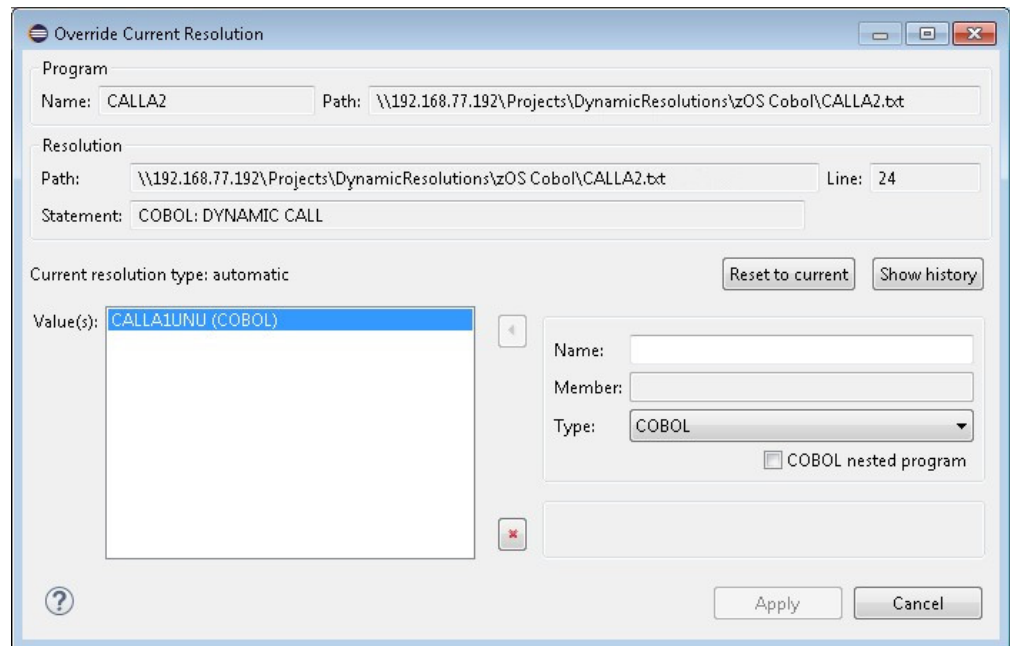 Override Current Resolution
Program
Name: CALLA2 Path: \\192.168.77.192\Projects\DynamicResolutions\zOS Cobol\CALLA2.txt
Resolution
Path: \\192.168.77.192\Projects\DynamicResolutions\zOS Cobol\CALLA2.txt Line: 24
Statement: COBOL: DYNAMIC CALL
Current resolution type: automatic Reset to current Show history
Value(s): CALLA1UNU (COBOL)
Name:
Member:
Type: COBOL
COBOL nested program
Apply Cancel